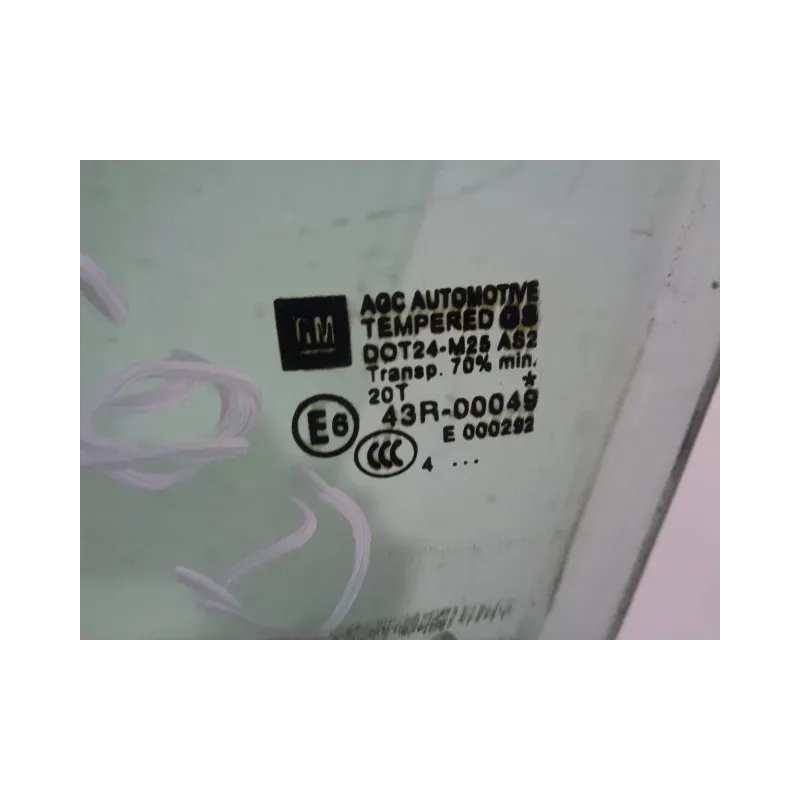 GM
AGC AUTOMOTIVE
TEMPERED GS
DOT24-M25 AS2
Transp. 70% min.
20T *
E6 43R-00049
E 000292
CCC 4 ...